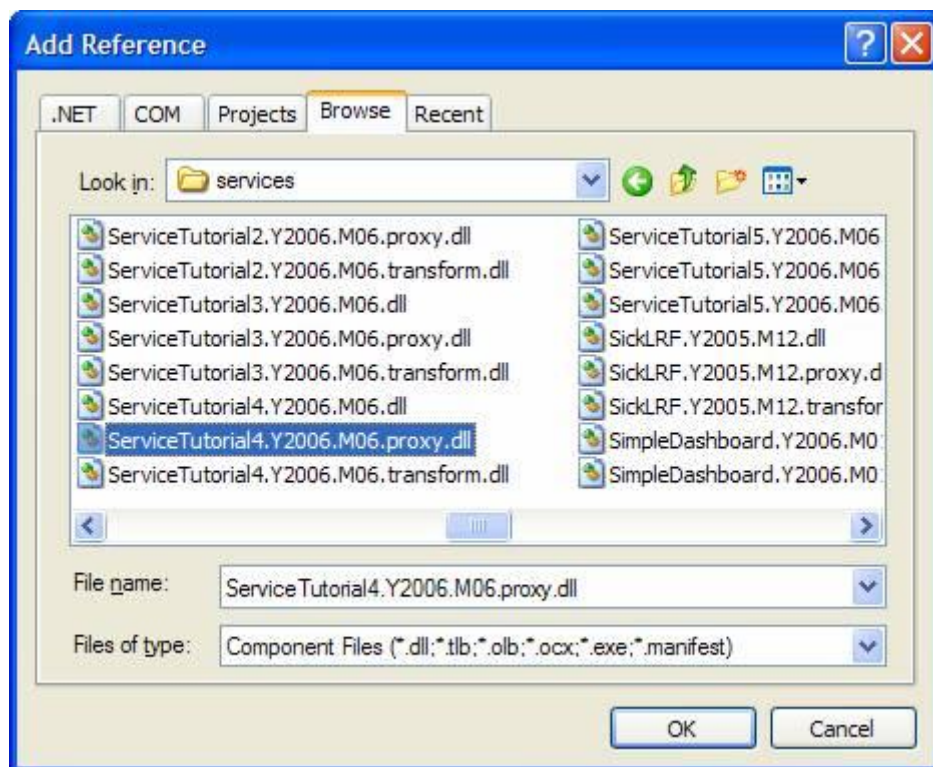 Add Reference
.NET COM Projects Browse Recent
Look in: services
ServiceTutorial2.Y2006.M06.proxy.dll
ServiceTutorial2.Y2006.M06.transform.dll
ServiceTutorial3.Y2006.M06.dll
ServiceTutorial3.Y2006.M06.proxy.dll
ServiceTutorial3.Y2006.M06.transform.dll
ServiceTutorial4.Y2006.M06.dll
ServiceTutorial4.Y2006.M06.proxy.dll
ServiceTutorial4.Y2006.M06.transform.dll
ServiceTutorial5.Y2006.M06
ServiceTutorial5.Y2006.M06
ServiceTutorial5.Y2006.M06
SickLRF.Y2005.M12.dll
SickLRF.Y2005.M12.proxy.d
SickLRF.Y2005.M12.transfor
SimpleDashboard.Y2006.M0
SimpleDashboard.Y2006.M0
File name: ServiceTutorial4.Y2006.M06.proxy.dll
Files of type: Component Files (*.dll;*.tlb;*.olb;*.ocx;*.exe;*.manifest)
OK Cancel